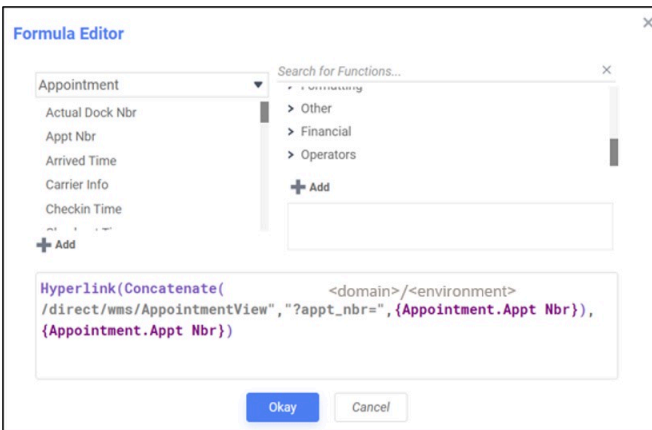 Formula Editor
Appointment
Actual Dock Nbr
Appt Nbr
Arrived Time
Carrier Info
Checkin Time
Add
Search for Functions...
Formatting
Other
Financial
Operators
Add
Hyperlink(Concatenate( <domain>/<environment>
/direct/wms/AppointmentView","?appt_nbr=",{Appointment.Appt Nbr}),
{Appointment.Appt Nbr})
Okay
Cancel